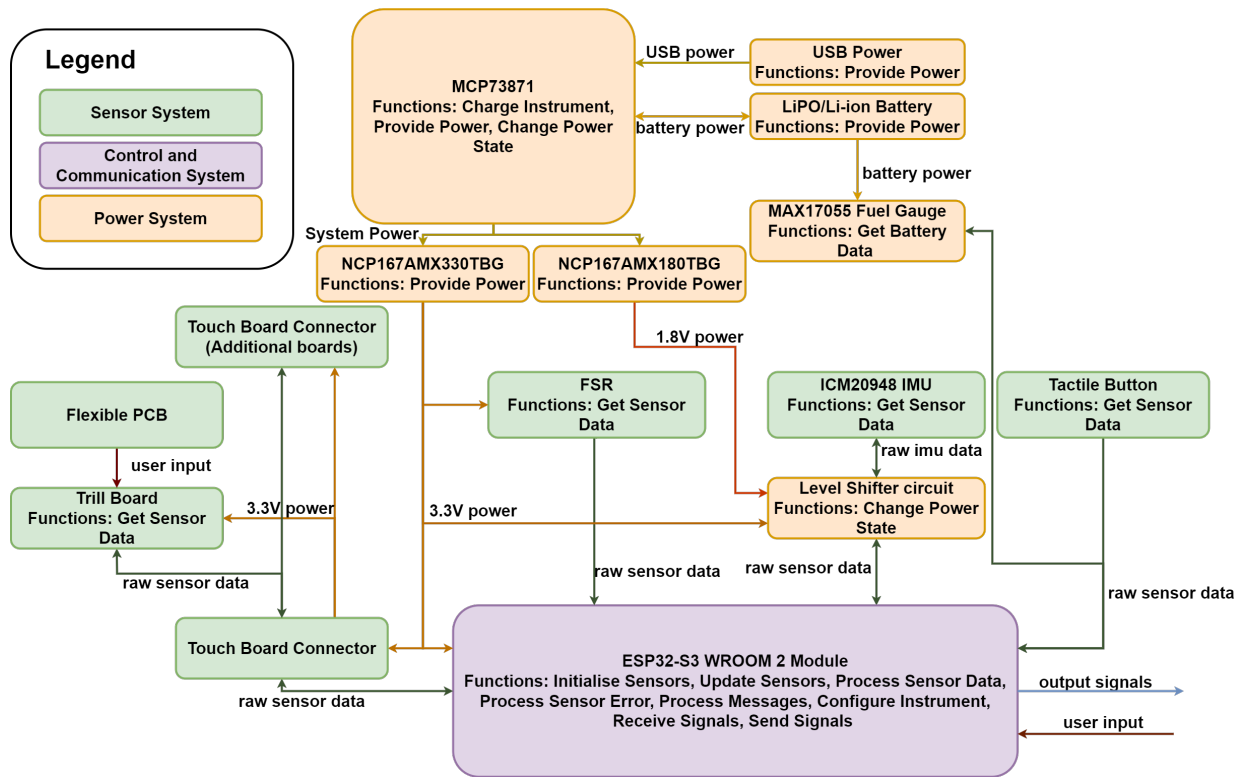 Legend
Sensor System
Control and
Communication System
Power System
MCP73871
Functions: Charge Instrument,
Provide Power, Change Power
State
USB power
USB Power
Functions: Provide Power
battery power
LiPO/Li-ion Battery
Functions: Provide Power
battery power
MAX17055 Fuel Gauge
Functions: Get Battery
Data
System Power
NCP167AMX330TBG
Functions: Provide Power
NCP167AMX180TBG
Functions: Provide Power
1.8V power
Touch Board Connector
(Additional boards)
Flexible PCB
user input
Trill Board
Functions: Get Sensor
Data
3.3V power
raw sensor data
Touch Board Connector
raw sensor data
FSR
Functions: Get Sensor
Data
ICM20948 IMU
Functions: Get Sensor
Data
Tactile Button
Functions: Get Sensor
Data
raw imu data
3.3V power
Level Shifter circuit
Functions: Change Power
State
raw sensor data
raw sensor data
raw sensor data
ESP32-S3 WROOM 2 Module
Functions: Initialise Sensors, Update Sensors, Process Sensor Data,
Process Sensor Error, Process Messages, Configure Instrument,
Receive Signals, Send Signals
output signals
user input